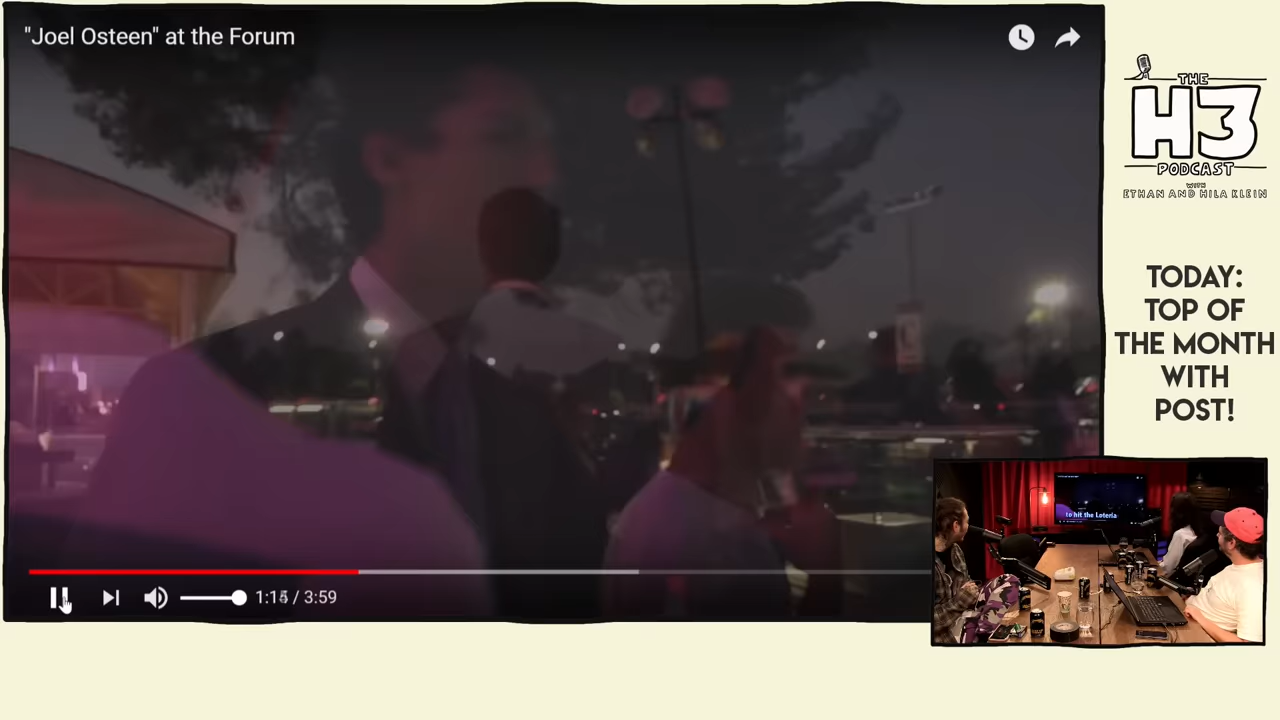 "Joel Osteen" at the Forum
THE
H3
PODCAST
WITH
ETHAN AND HILA KLEIN
TODAY:
TOP OF
THE MONTH
WITH
POST!
to hit the Loteria
1:15 / 3:59